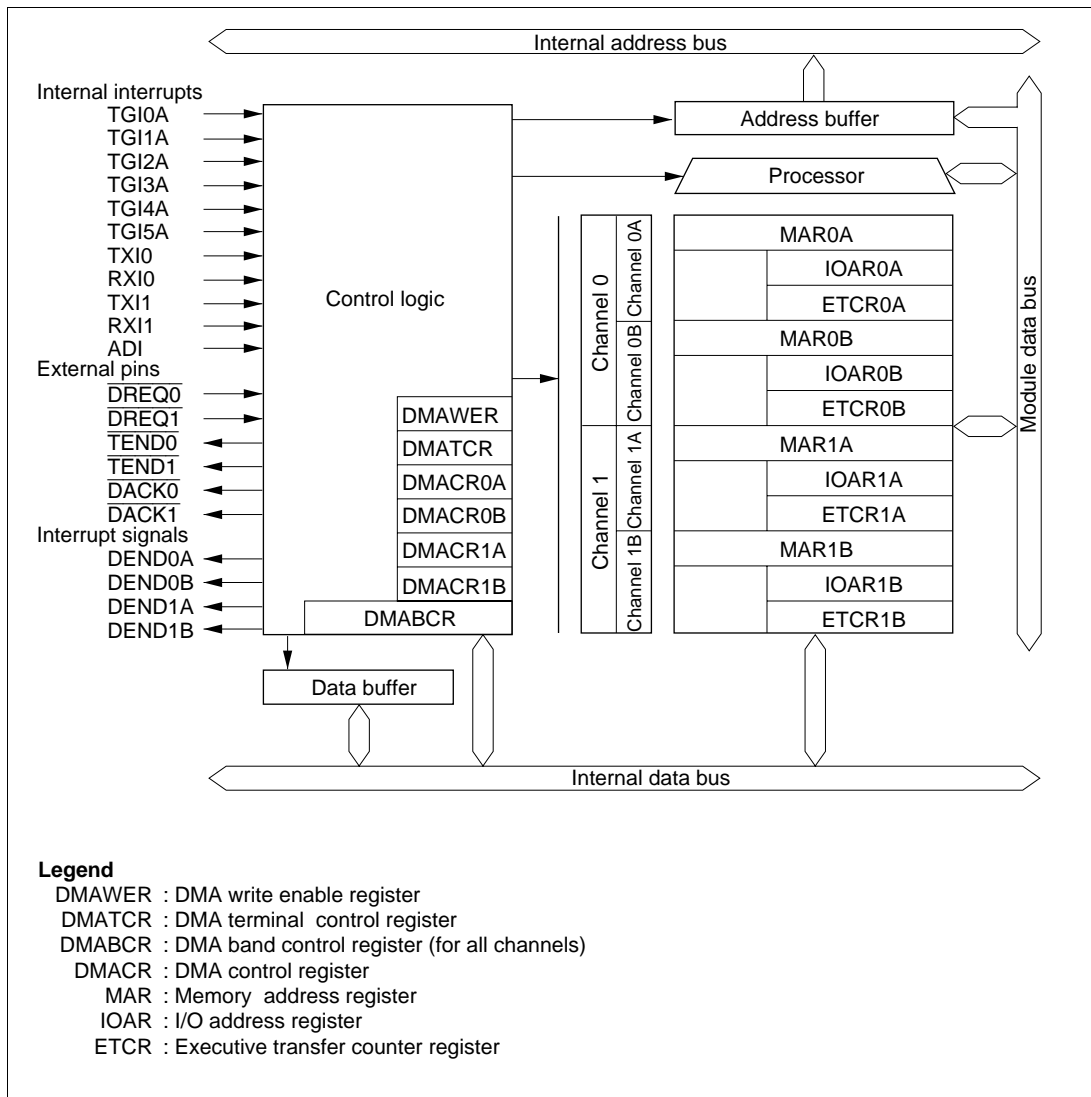 Internal address bus
Internal interrupts
TGI0A
TGI1A
TGI2A
TGI3A
TGI4A
TGI5A
TXI0
RXI0
TXI1
RXI1
ADI
External pins
DREQ0
DREQ1
TEND0
TEND1
DACK0
DACK1
Interrupt signals
DEND0A
DEND0B
DEND1A
DEND1B
Control logic
DMAWER
DMATCR
DMACR0A
DMACR0B
DMACR1A
DMACR1B
DMABCR
Data buffer
Address buffer
Processor
Channel 0
Channel 0A
Channel 0B
Channel 1
Channel 1A
Channel 1B
MAR0A
IOAR0A
ETCR0A
MAR0B
IOAR0B
ETCR0B
MAR1A
IOAR1A
ETCR1A
MAR1B
IOAR1B
ETCR1B
Module data bus
Internal data bus
Legend
DMAWER : DMA write enable register
DMATCR : DMA terminal control register
DMABCR : DMA band control register (for all channels)
DMACR : DMA control register
MAR : Memory address register
IOAR : I/O address register
ETCR : Executive transfer counter register